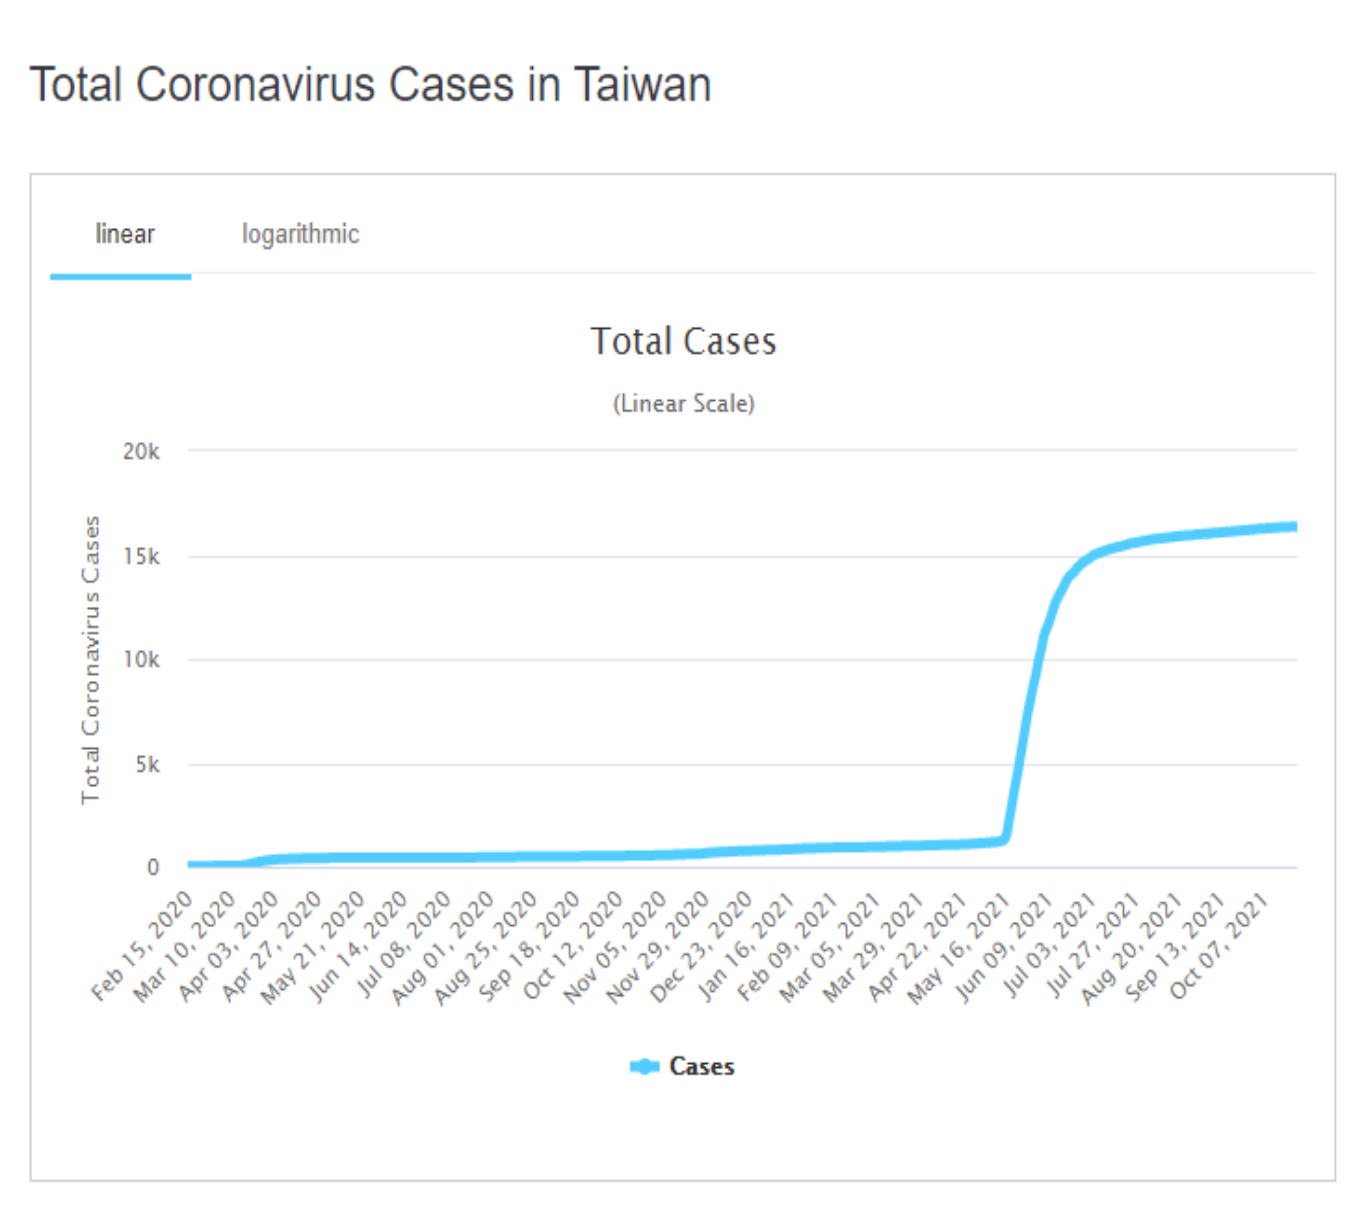 Total Coronavirus Cases in Taiwan
linear
logarithmic
Total Cases
(Linear Scale)
Total Coronavirus Cases
20k
15k
10k
5k
0
Feb 15, 2020
Mar 10, 2020
Apr 03, 2020
Apr 27, 2020
May 21, 2020
Jun 14, 2020
Jul 08, 2020
Aug 01, 2020
Aug 25, 2020
Sep 18, 2020
Oct 12, 2020
Nov 05, 2020
Nov 29, 2020
Dec 23, 2020
Jan 16, 2021
Feb 09, 2021
Mar 05, 2021
Mar 29, 2021
Apr 22, 2021
May 16, 2021
Jun 09, 2021
Jul 03, 2021
Jul 27, 2021
Aug 20, 2021
Sep 13, 2021
Oct 07, 2021
Cases